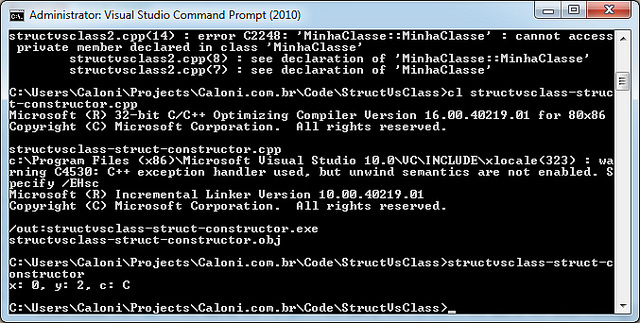 Administrator: Visual Studio Command Prompt (2010)
structvsclass2.cpp(14) : error C2248: 'MinhaClasse::MinhaClasse' : cannot access
private member declared in class 'MinhaClasse'
structvsclass2.cpp(8) : see declaration of 'MinhaClasse::MinhaClasse'
structvsclass2.cpp(7) : see declaration of 'MinhaClasse'
C:\Users\Caloni\Projects\Caloni.com.br\Code\StructVsClass>cl structvsclass-struc
t-constructor.cpp
Microsoft (R) 32-bit C/C++ Optimizing Compiler Version 16.00.40219.01 for 80x86
Copyright (C) Microsoft Corporation.  All rights reserved.
structvsclass-struct-constructor.cpp
c:\Program Files (x86)\Microsoft Visual Studio 10.0\VC\INCLUDE\xlocale(323) : wa
rning C4530: C++ exception handler used, but unwind semantics are not enabled. S
pecify /EHsc
Microsoft (R) Incremental Linker Version 10.00.40219.01
Copyright (C) Microsoft Corporation.  All rights reserved.
/out:structvsclass-struct-constructor.exe
structvsclass-struct-constructor.obj
C:\Users\Caloni\Projects\Caloni.com.br\Code\StructVsClass>structvsclass-struct-c
onstructor
x: 0, y: 2, c: C
C:\Users\Caloni\Projects\Caloni.com.br\Code\StructVsClass>_